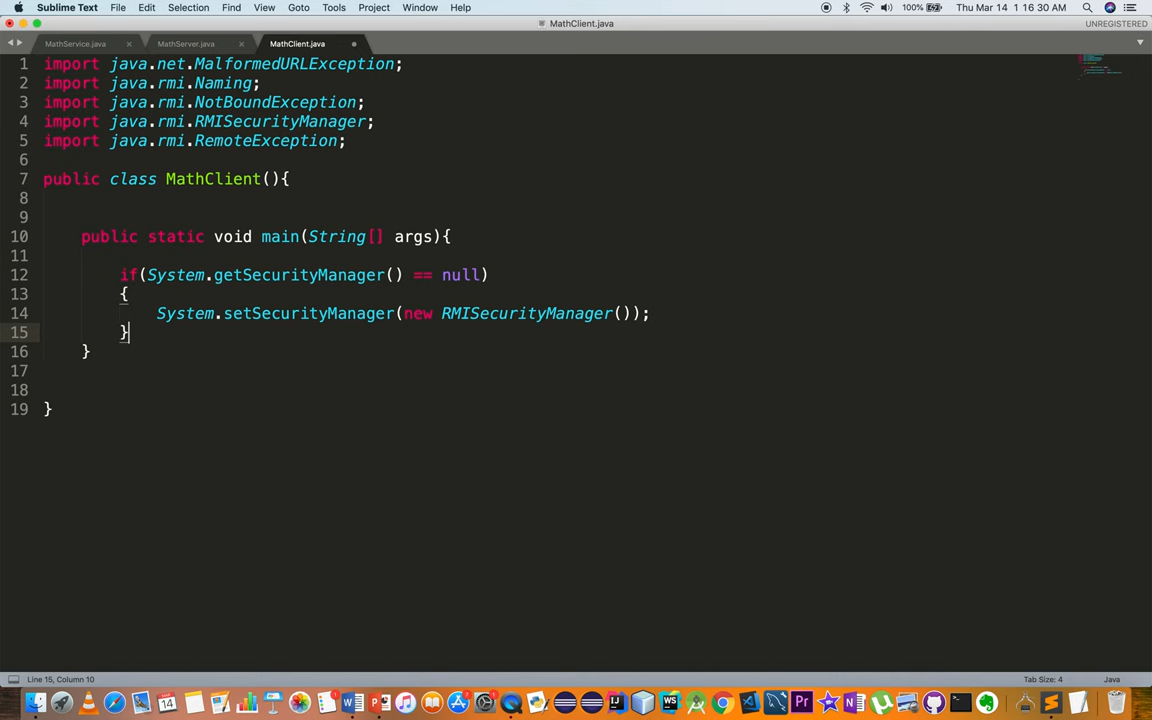 Sublime Text File Edit Selection Find View Goto Tools Project Window Help 100% Thu Mar 14 1 16 30 AM
MathClient.java UNREGISTERED
MathService.java MathServer.java MathClient.java
1 import java.net.MalformedURLException;
2 import java.rmi.Naming;
3 import java.rmi.NotBoundException;
4 import java.rmi.RMISecurityManager;
5 import java.rmi.RemoteException;
6
7 public class MathClient(){
8
9
10 public static void main(String[] args){
11
12 if(System.getSecurityManager() == null)
13 {
14 System.setSecurityManager(new RMISecurityManager());
15 }
16 }
17
18
19 }
Line 15, Column 10 Tab Size: 4 Java